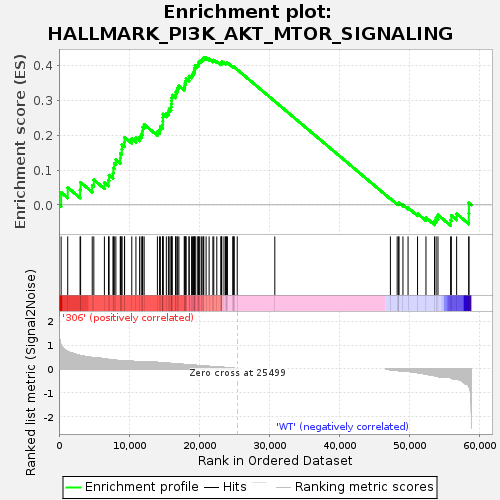 Enrichment plot:
HALLMARK_PI3K_AKT_MTOR_SIGNALING
Enrichment score (ES)
0.4
0.3
0.2
0.1
0.0
'306' (positively correlated)
Ranked list metric (Signal2Noise)
2
1
0
-1
-2
Zero cross at 25499
'WT' (negatively correlated)
0
10,000
20,000
30,000
40,000
50,000
60,000
Rank in Ordered Dataset
Enrichment profile
Hits
Ranking metric scores